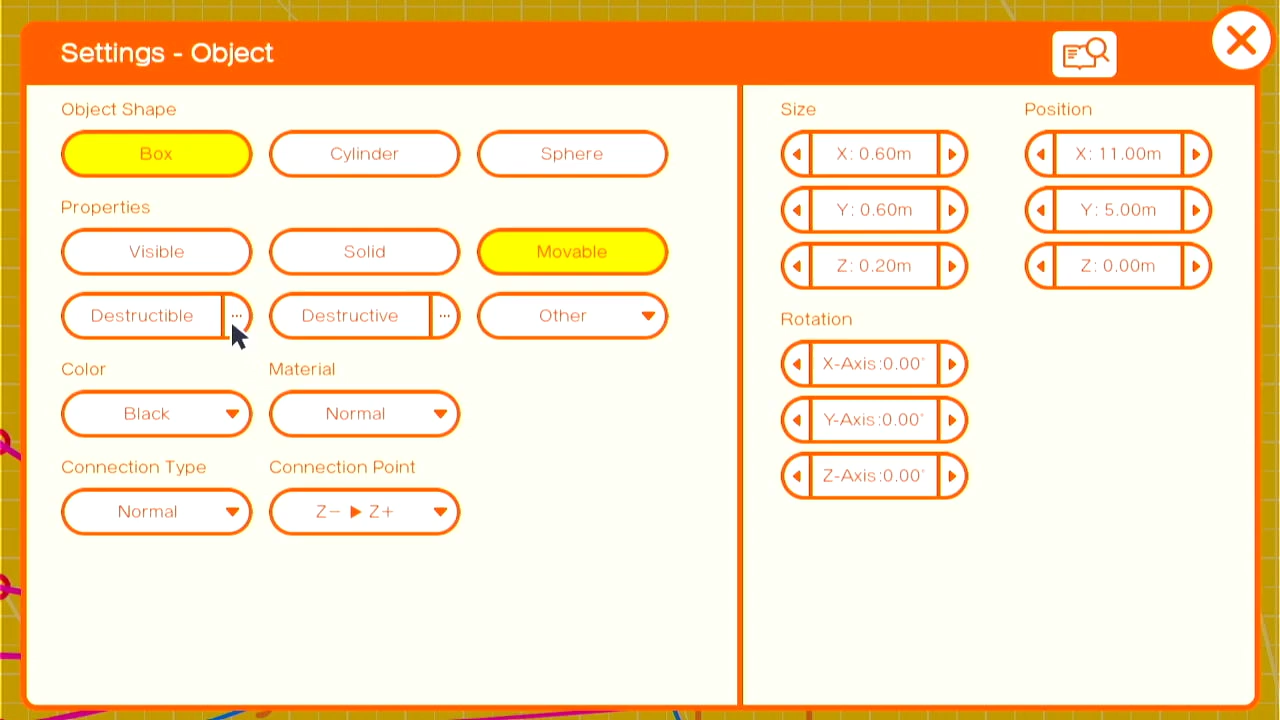 Settings - Object
Object Shape
Box
Cylinder
Sphere
Properties
Visible
Solid
Movable
Destructible ...
Destructive ...
Other
Color
Material
Black
Normal
Connection Type
Connection Point
Normal
Z− ▶ Z+
Size
X: 0.60m
Y: 0.60m
Z: 0.20m
Position
X: 11.00m
Y: 5.00m
Z: 0.00m
Rotation
X-Axis:0.00°
Y-Axis:0.00°
Z-Axis:0.00°